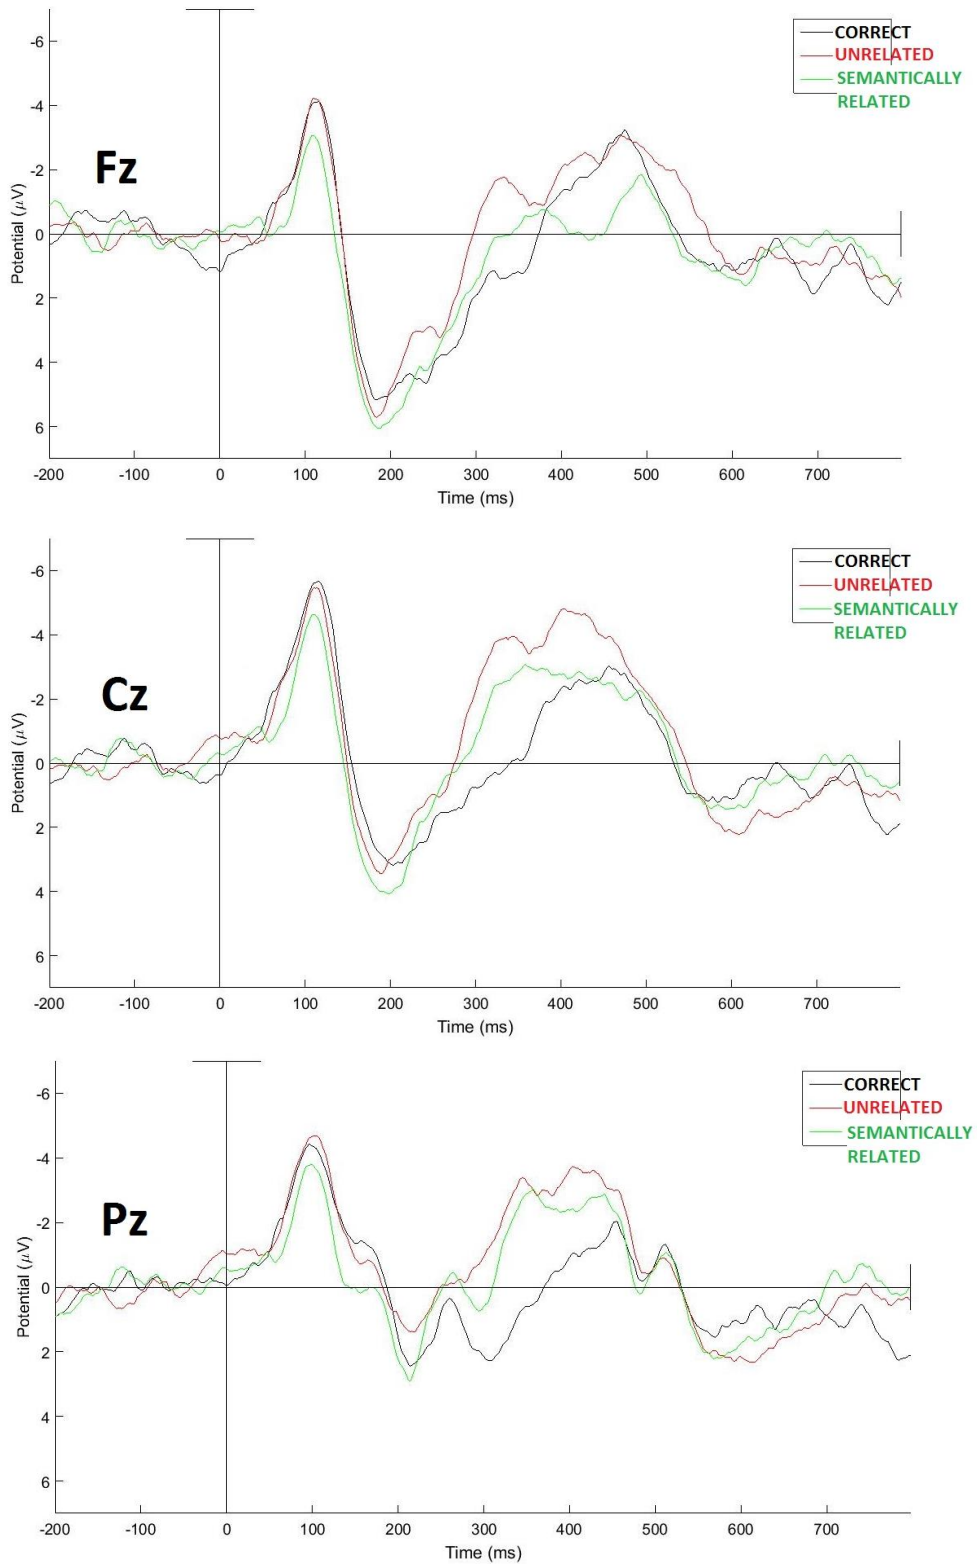 -6
CORRECT
UNRELATED
SEMANTICALLY
RELATED
-4
Fz
-2
Potential (μV)
0
2
4
6
-200 -100 0 100 200 300 400 500 600 700
Time (ms)
-6
CORRECT
UNRELATED
SEMANTICALLY
RELATED
-4
Cz
-2
Potential (μV)
0
2
4
6
-200 -100 0 100 200 300 400 500 600 700
Time (ms)
-6
CORRECT
UNRELATED
SEMANTICALLY
RELATED
-4
Pz
-2
Potential (μV)
0
2
4
6
-200 -100 0 100 200 300 400 500 600 700
Time (ms)